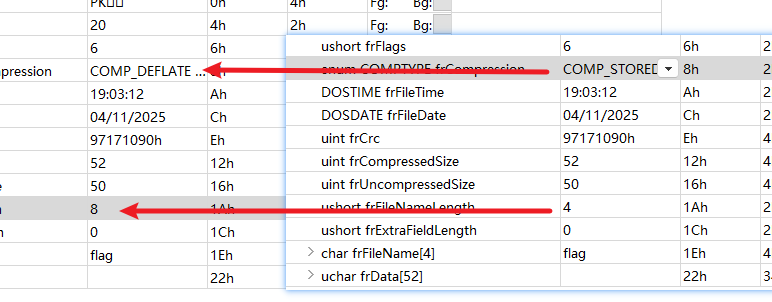 PK 0h 4h Fg: Bg:
20 4h 2h
6 6h
pression COMP_DEFLATE ...
19:03:12 Ah
04/11/2025 Ch
97171090h Eh
52 12h
50 16h
8 1Ah
0 1Ch
flag 1Eh
22h
ushort frFlags 6 6h 2
enum COMPTYPE frCompression COMP_STORED 8h 2
DOSTIME frFileTime 19:03:12 Ah 2
DOSDATE frFileDate 04/11/2025 Ch 2
uint frCrc 97171090h Eh 4
uint frCompressedSize 52 12h 4
uint frUncompressedSize 50 16h 4
ushort frFileNameLength 4 1Ah 2
ushort frExtraFieldLength 0 1Ch 2
char frFileName[4] flag 1Eh 4
uchar frData[52] 22h